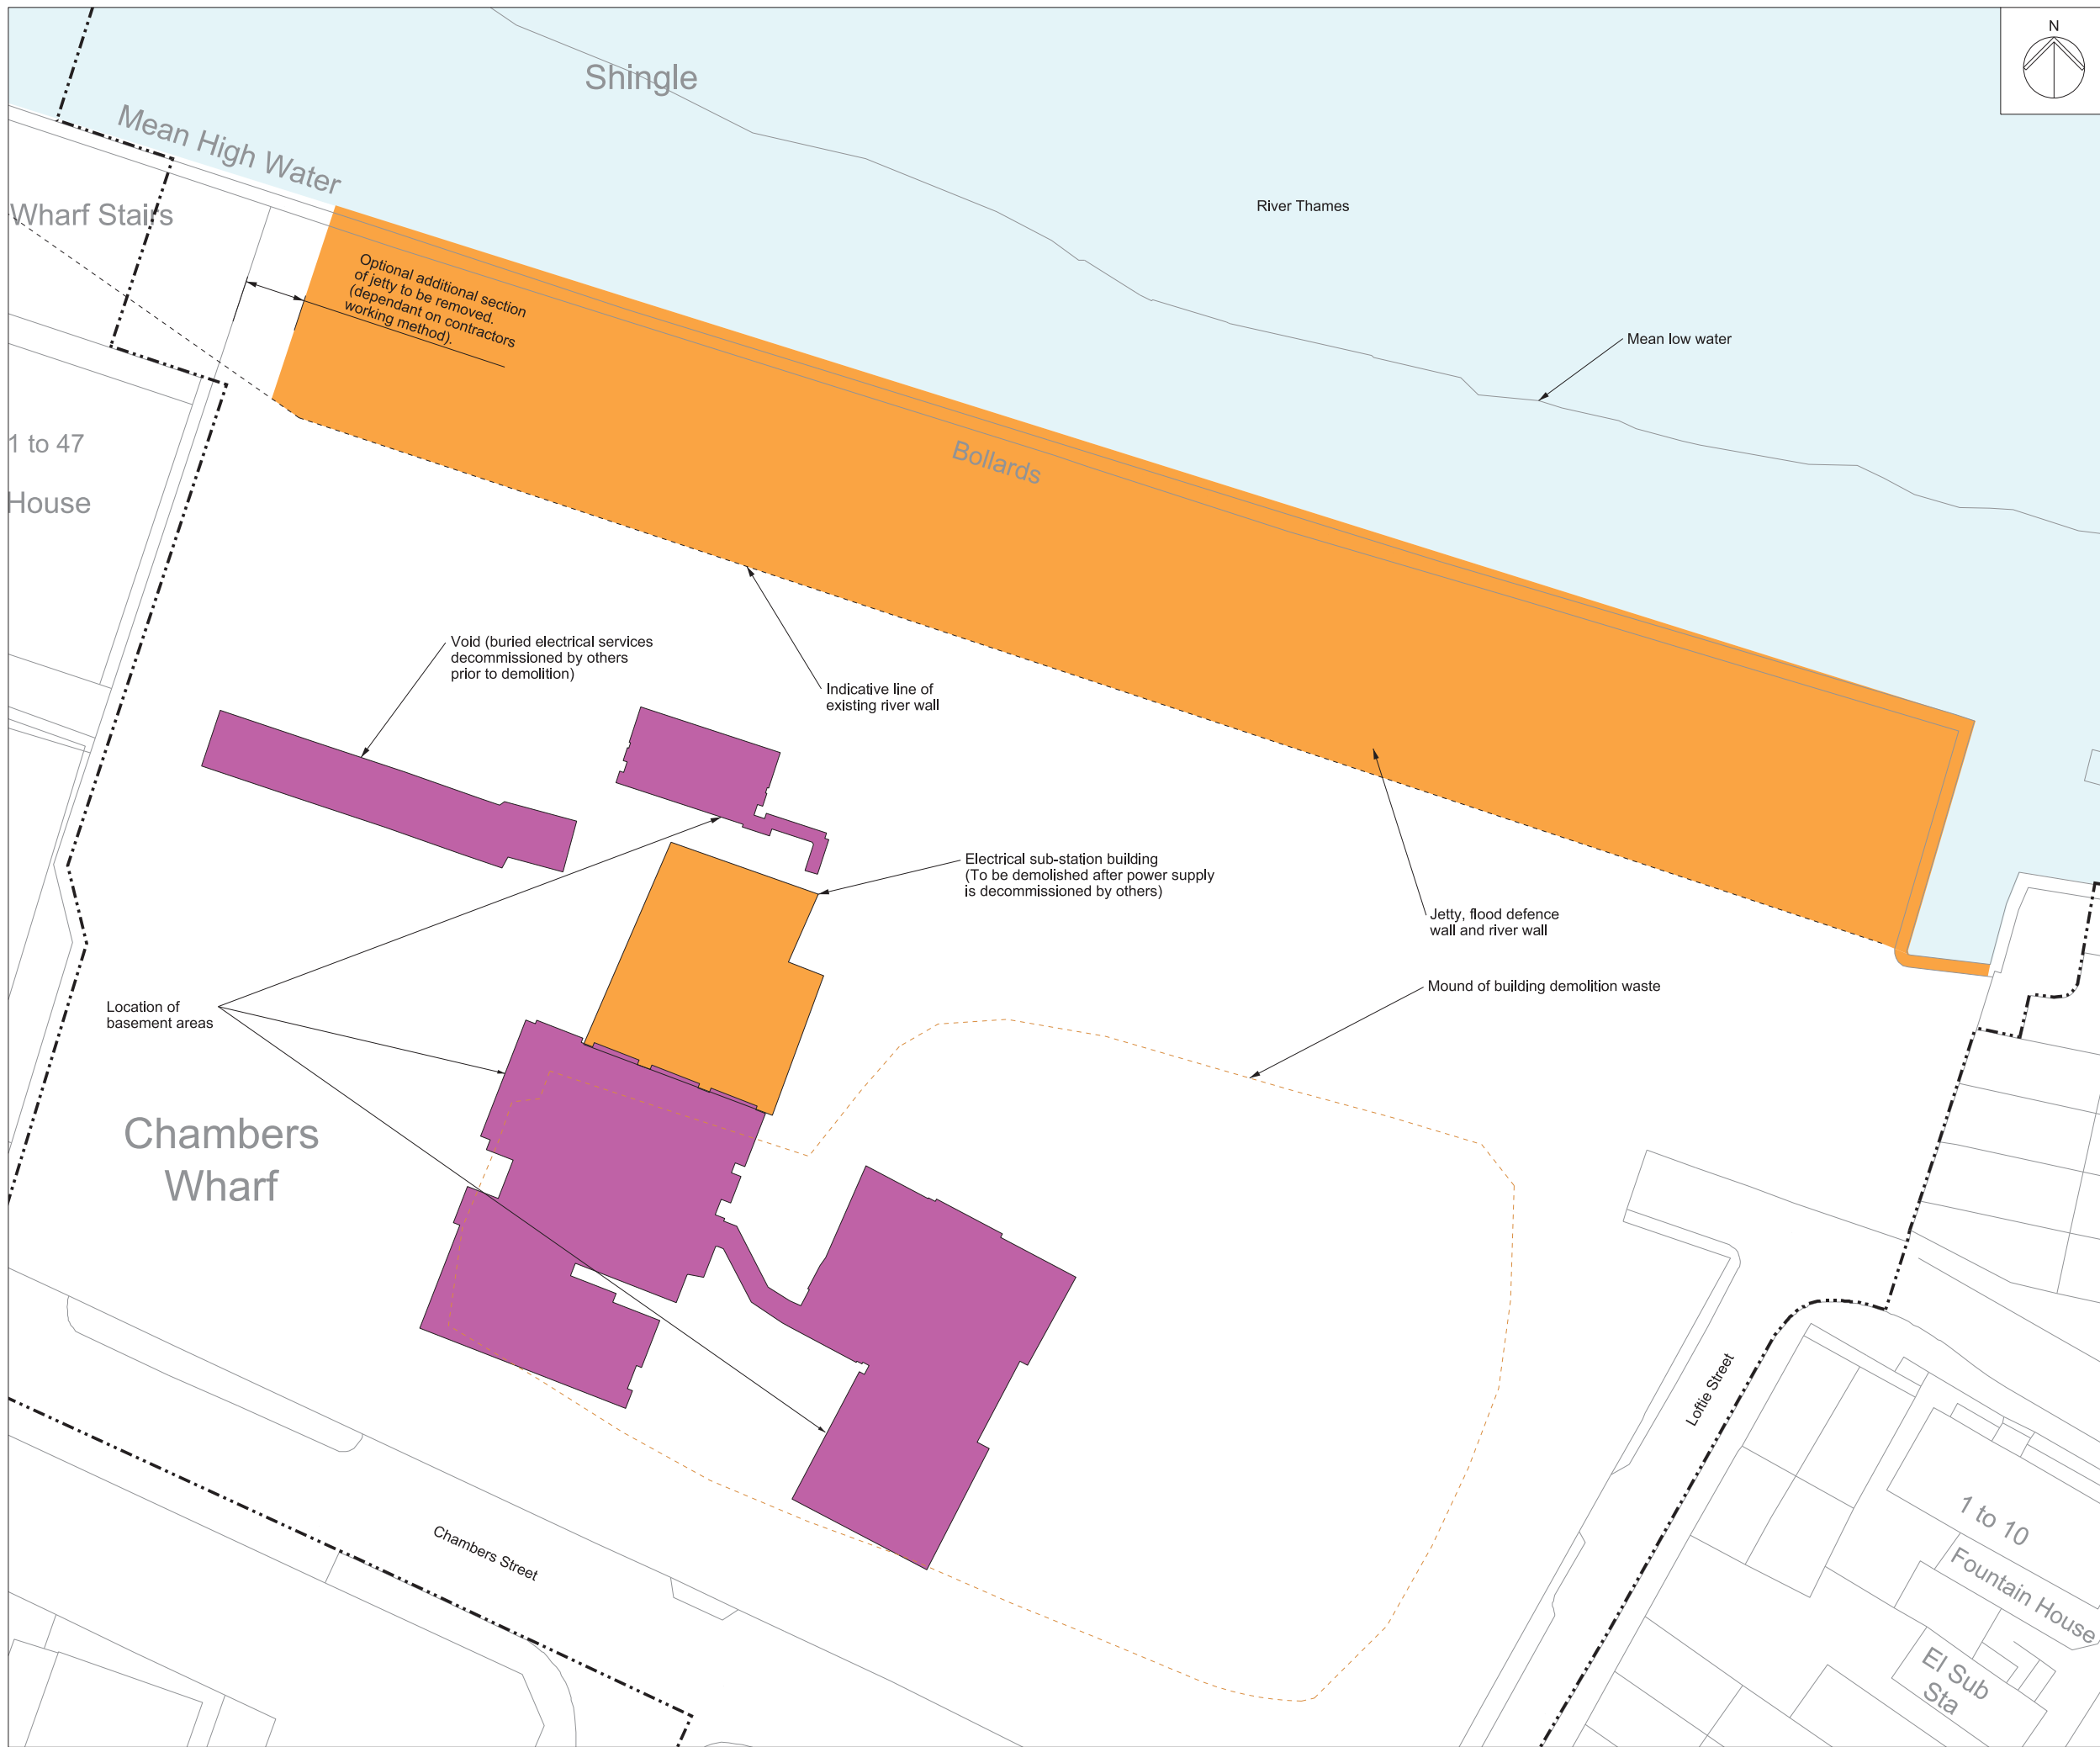 N
Shingle
Mean High Water
River Thames
Wharf Stairs
Optional additional section
of jetty to be removed.
(dependant on contractors
working method).
Mean low water
1 to 47
House
Bollards
Void (buried electrical services
decommissioned by others
prior to demolition)
Indicative line of
existing river wall
Electrical sub-station building
(To be demolished after power supply
is decommissioned by others)
Jetty, flood defence
wall and river wall
Mound of building demolition waste
Location of
basement areas
Chambers
Wharf
Loftie Street
Chambers Street
1 to 10
Fountain House
El Sub
Sta